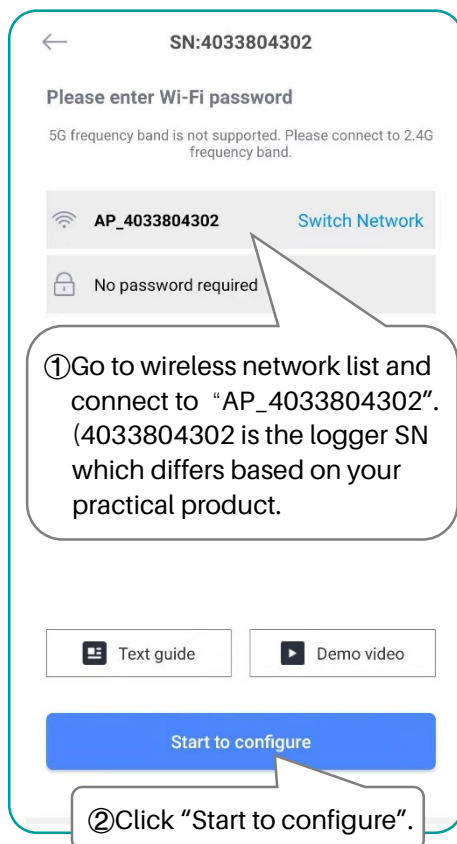 SN:4033804302
Please enter Wi-Fi password
5G frequency band is not supported. Please connect to 2.4G
frequency band.
AP_4033804302 Switch Network
No password required
①Go to wireless network list and
connect to “AP_4033804302”.
(4033804302 is the logger SN
which differs based on your
practical product.
Text guide Demo video
Start to configure
②Click “Start to configure”.